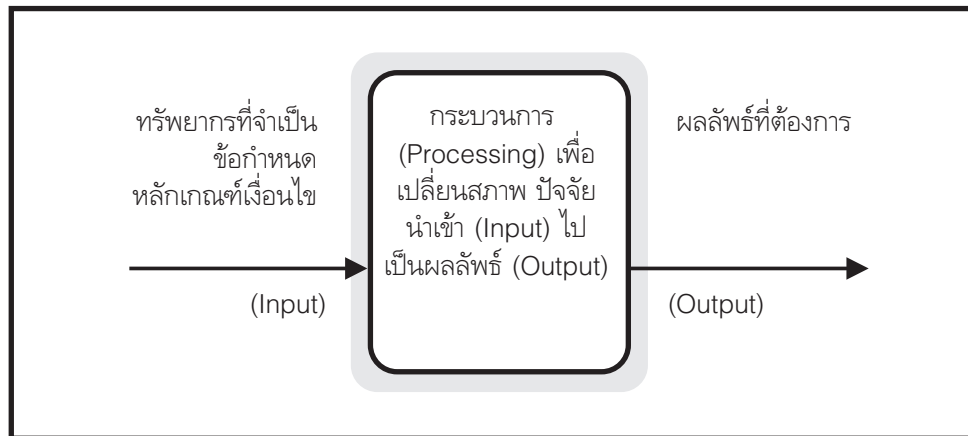 ทรัพยากรที่จำเป็น
ข้อกำหนด
หลักเกณฑ์เงื่อนไข
(Input)
กระบวนการ
(Processing) เพื่อ
เปลี่ยนสภาพ ปัจจัย
นำเข้า (Input) ไป
เป็นผลลัพธ์ (Output)
ผลลัพธ์ที่ต้องการ
(Output)